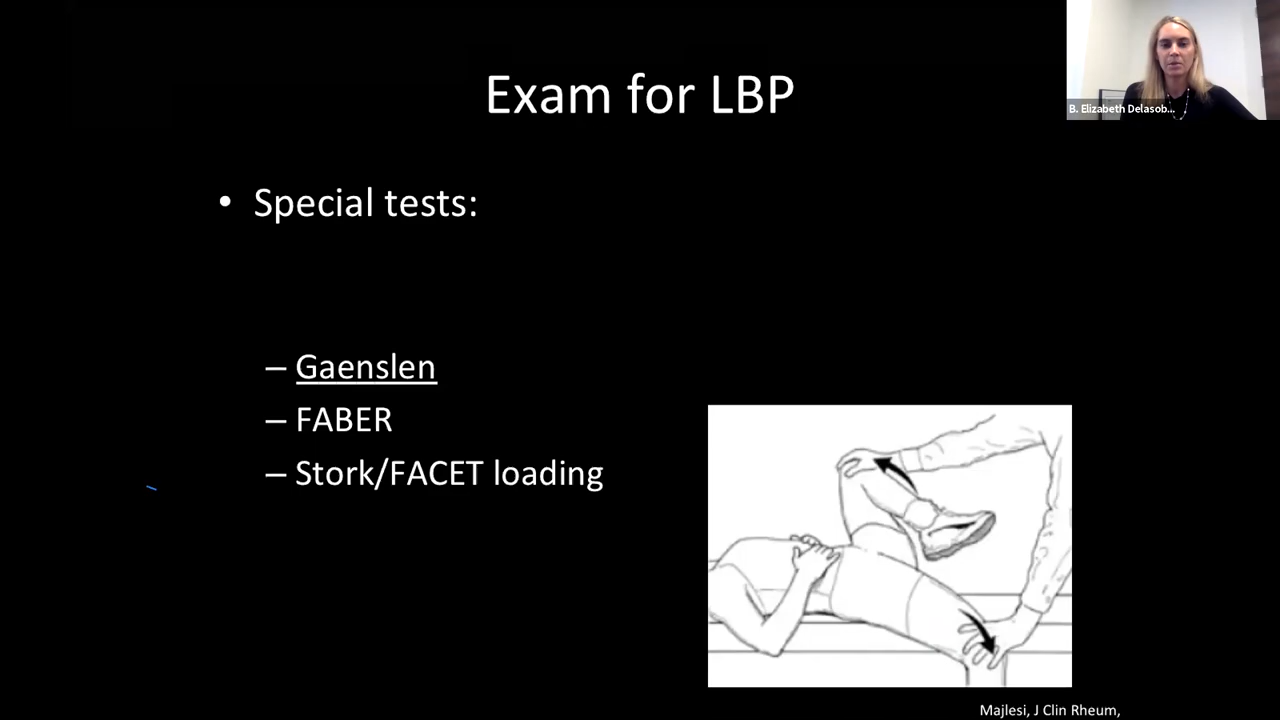 Exam for LBP
B. Elizabeth Delasob...
• Special tests:
– Gaenslen
– FABER
– Stork/FACET loading
Majlesi, J Clin Rheum,